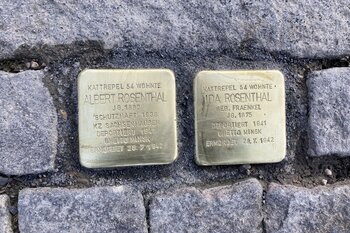 KATTREPEL 54 WOHNTE
ALBERT ROSENTHAL
JG. 1880
'SCHUTZHAFT' 1938
KZ SACHSENHAUSEN
DEPORTIERT
GHETTO MINSK
ERMORDET 28.7.1942
KATTREPEL 54 WOHNTE
IDA ROSENTHAL
GEB. FRAENKEL
JG. 1875
DEPORTIERT 1941
GHETTO MINSK
ERMORDET 28.7.1942